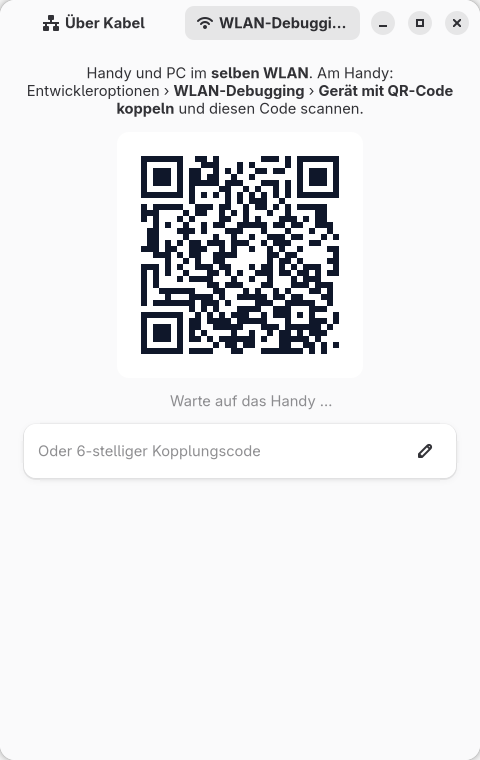 Über Kabel
WLAN-Debuggi...
Handy und PC im selben WLAN. Am Handy:
Entwickleroptionen › WLAN-Debugging › Gerät mit QR-Code
koppeln und diesen Code scannen.
Warte auf das Handy ...
Oder 6-stelliger Kopplungscode